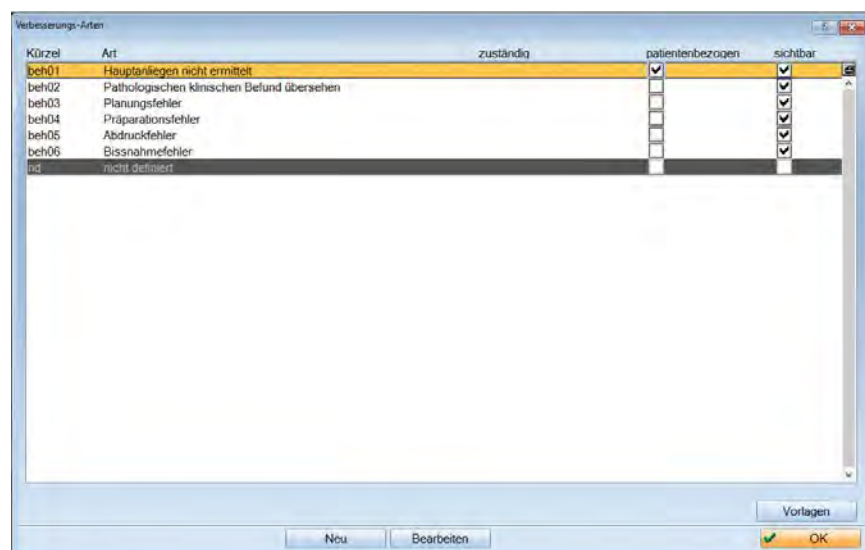 Verbesserungs-Arten
Kürzel Art zuständig patientenbezogen sichtbar
beh01 Hauptanliegen nicht ermittelt
beh02 Pathologischen klinischen Befund übersehen
beh03 Planungsfehler
beh04 Präparationsfehler
beh05 Abdruckfehler
beh06 Bissnahmefehler
nd nicht definiert
Vorlagen
Neu Bearbeiten OK